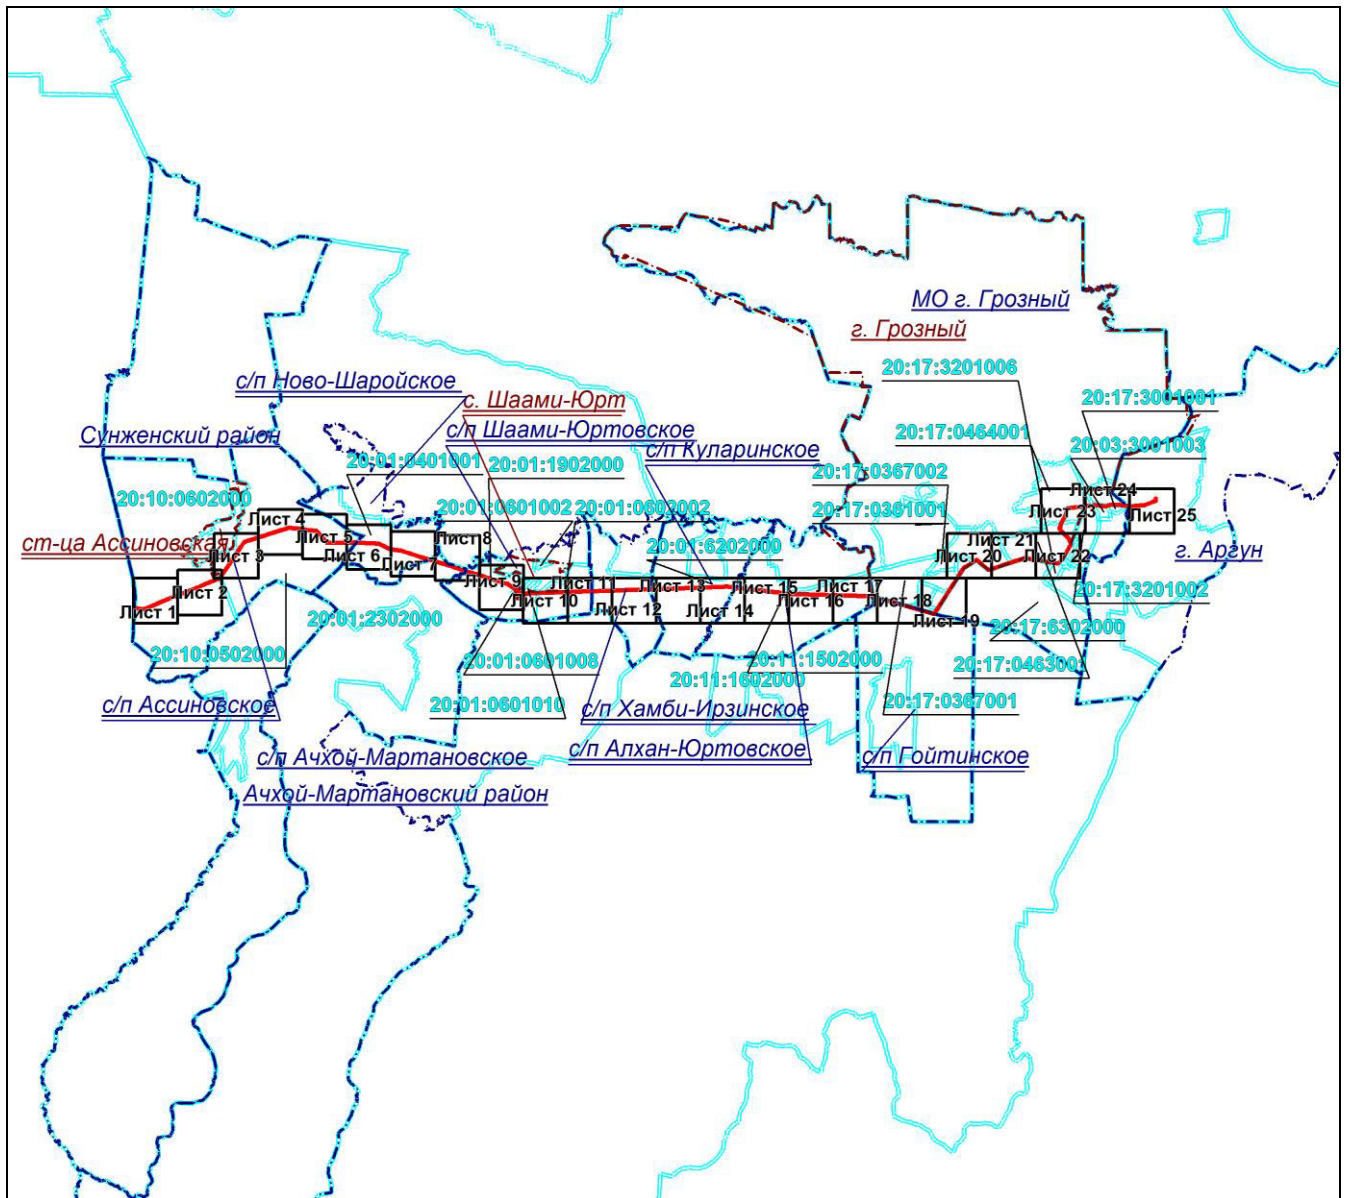 МО г. Грозный
г. Грозный
20:17:3201006
с/п Ново-Шаройское
с. Шаами-Юрт
20:17:3001001
Сунженский район
с/п Шаами-Юртовское
20:17:0464001
20:03:3001003
с/п Куларинское
20:01:0401001
20:01:1902000
20:17:0367002
20:10:0602000
20:01:0601002
20:01:0602002
20:17:0361001
Лист 24
Лист 23
Лист 25
Лист 4
Лист 5
ст-ца Ассиновская
Лист 3
Лист 6
Лист 7
Лист 8
20:01:6202000
Лист 21
Лист 20
Лист 22
г. Аргун
Лист 1
Лист 2
Лист 9
Лист 10
Лист 11
Лист 12
Лист 13
Лист 14
Лист 15
Лист 16
Лист 17
Лист 18
Лист 19
20:17:3201002
20:01:2302000
20:17:6302000
20:10:0502000
20:01:0601008
20:11:1502000
20:17:0463001
20:11:1602000
с/п Ассиновское
20:01:0601010
с/п Хамби-Ирзинское
20:17:0367001
с/п Ачхой-Мартановское
с/п Алхан-Юртовское
с/п Гойтинское
Ачхой-Мартановский район